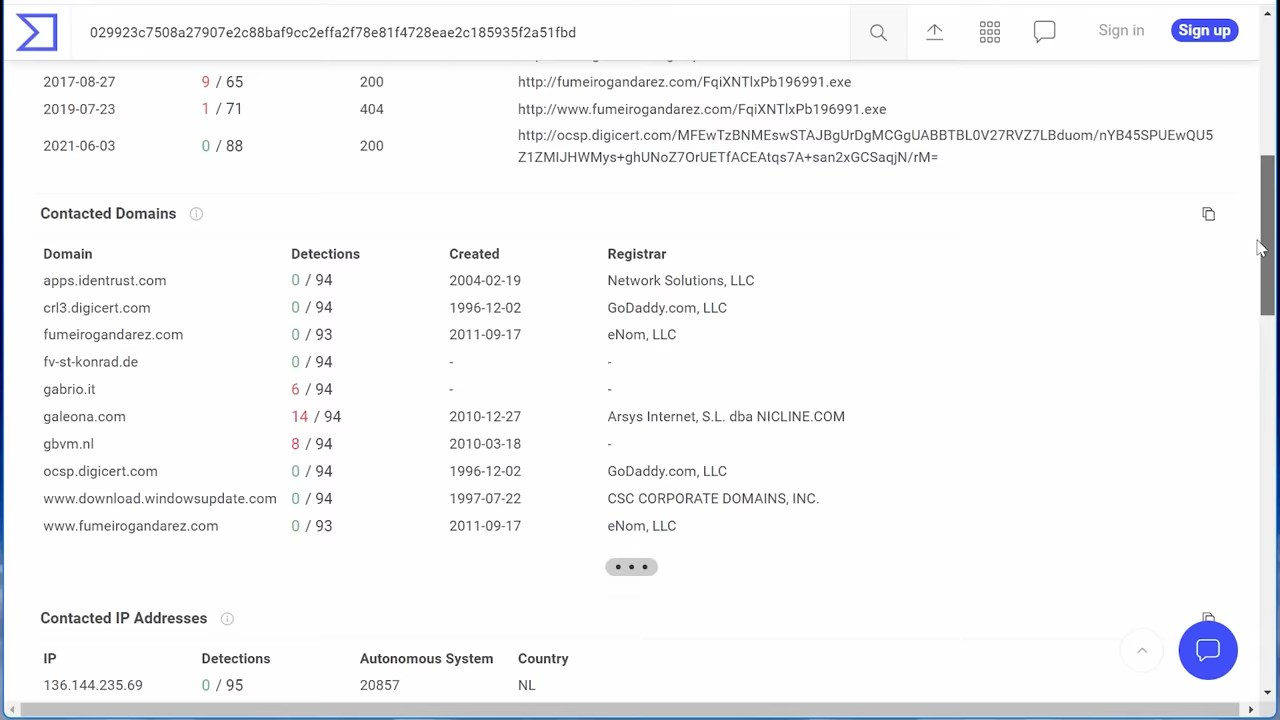 029923c7508a27907e2c88baf9cc2effa2f78e81f4728eae2c185935f2a51fbd
Sign in
Sign up
2017-08-27 9 / 65 200 http://fumeirogandarez.com/FqiXNTlxPb196991.exe
2019-07-23 1 / 71 404 http://www.fumeirogandarez.com/FqiXNTlxPb196991.exe
2021-06-03 0 / 88 200 http://ocsp.digicert.com/MFEwTzBNMEswSTAJBgUrDgMCGgUABBTBL0V27RVZ7LBduom/nYB45SPUEwQU5
Z1ZMIJHWMys+ghUNoZ7OrUETfACEAtqs7A+san2xGCSaqjN/rM=
Contacted Domains
Domain Detections Created Registrar
apps.identrust.com 0 / 94 2004-02-19 Network Solutions, LLC
crl3.digicert.com 0 / 94 1996-12-02 GoDaddy.com, LLC
fumeirogandarez.com 0 / 93 2011-09-17 eNom, LLC
fv-st-konrad.de 0 / 94 - -
gabrio.it 6 / 94 - -
galeona.com 14 / 94 2010-12-27 Arsys Internet, S.L. dba NICLINE.COM
gbvm.nl 8 / 94 2010-03-18 -
ocsp.digicert.com 0 / 94 1996-12-02 GoDaddy.com, LLC
www.download.windowsupdate.com 0 / 94 1997-07-22 CSC CORPORATE DOMAINS, INC.
www.fumeirogandarez.com 0 / 93 2011-09-17 eNom, LLC
Contacted IP Addresses
IP Detections Autonomous System Country
136.144.235.69 0 / 95 20857 NL